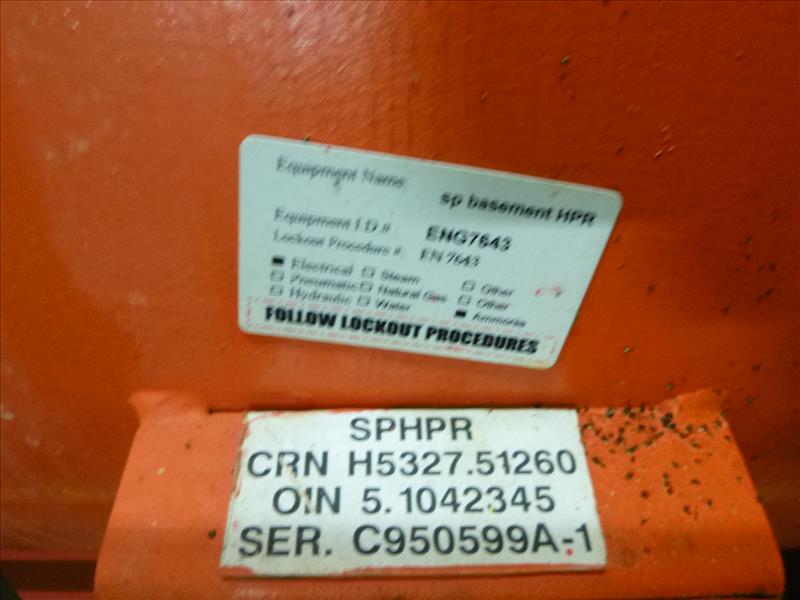 Equipment Name:
sp basement HPR
Equipment I.D.#: ENG7643
Lockout Procedure #: EN 7643
Electrical Steam Other
Pneumatic Natural Gas Other
Hydraulic Water Ammonia
FOLLOW LOCKOUT PROCEDURES
SPHPR
CRN H5327.51260
OIN 5.1042345
SER. C950599A-1